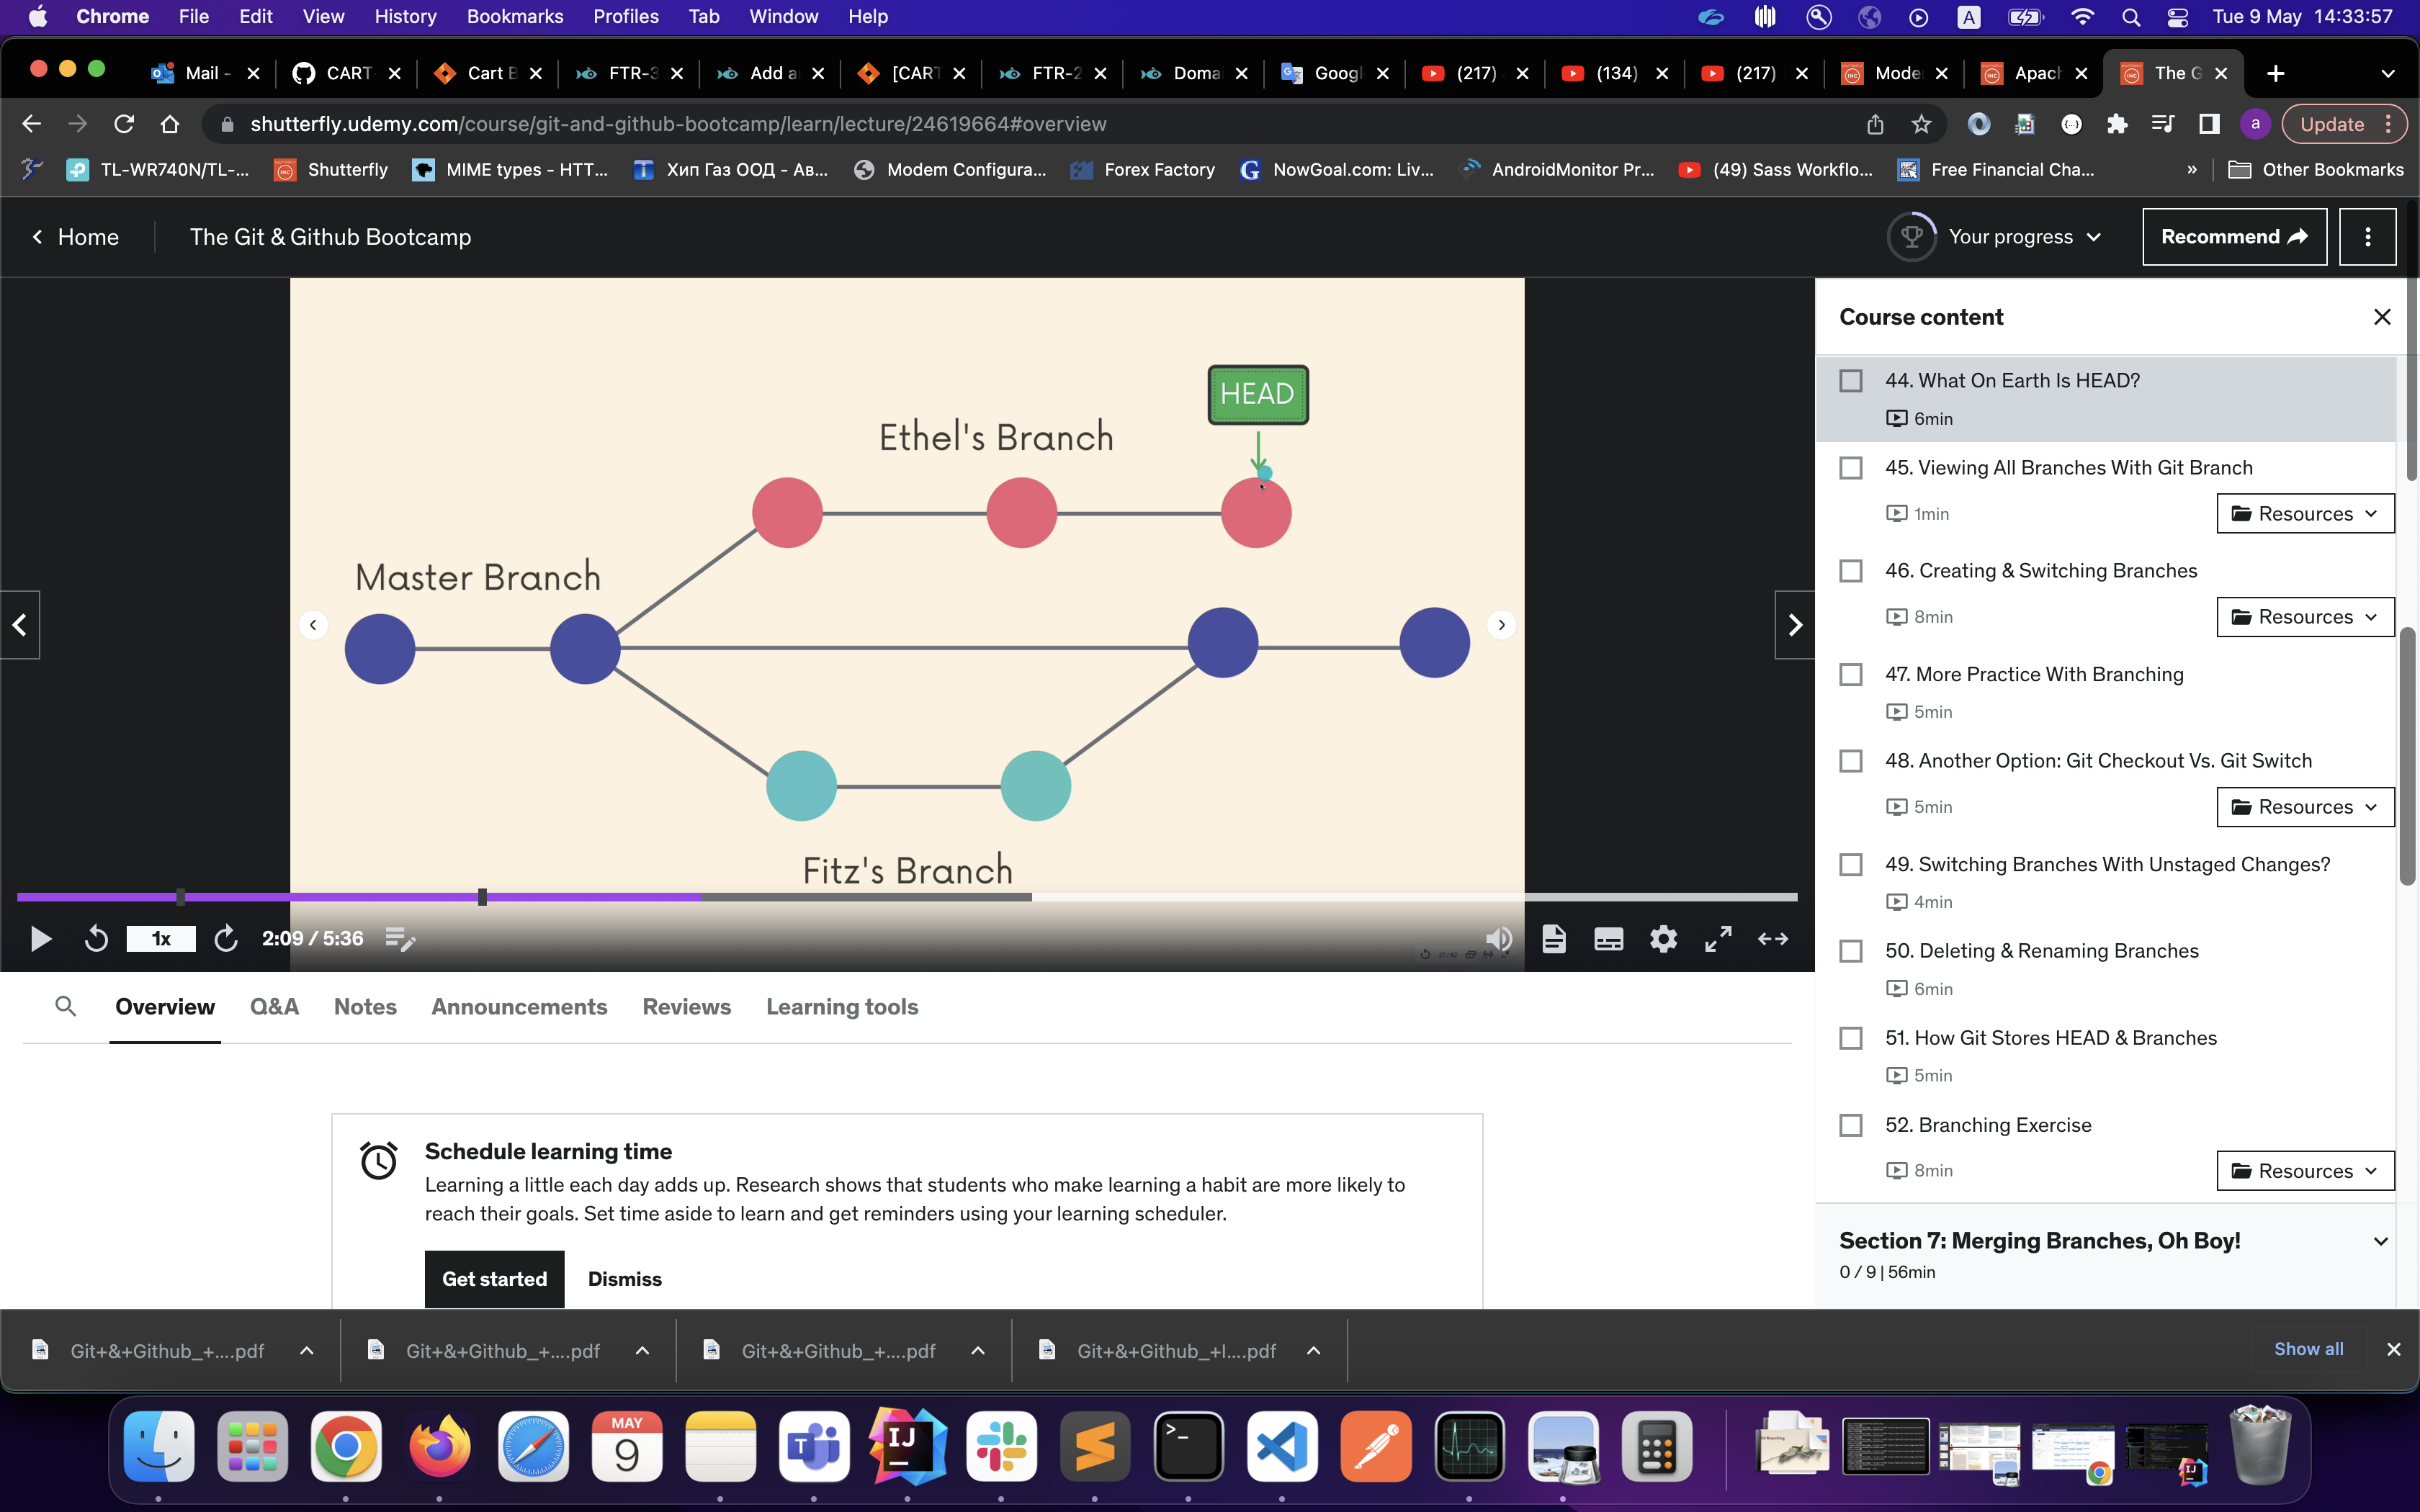 Chrome File Edit View History Bookmarks Profiles Tab Window Help A Tue 9 May 14:33:57
Mail - CART Cart B FTR-3 Add a [CART FTR-2 Doma Googl (217) (134) (217) Mode Apach The G
shutterfly.udemy.com/course/git-and-github-bootcamp/learn/lecture/24619664#overview a Update
TL-WR740N/TL-... Shutterfly MIME types - HTT... Хип Газ ООД - Ав... Modem Configura... Forex Factory G NowGoal.com: Liv... AndroidMonitor Pr... (49) Sass Workflo... Free Financial Cha... » Other Bookmarks
Home The Git & Github Bootcamp Your progress Recommend
HEAD
Ethel's Branch
Master Branch
Fitz's Branch
1x 2:09 / 5:36
Course content
44. What On Earth Is HEAD?
6min
45. Viewing All Branches With Git Branch
1min Resources
46. Creating & Switching Branches
8min Resources
47. More Practice With Branching
5min
48. Another Option: Git Checkout Vs. Git Switch
5min Resources
49. Switching Branches With Unstaged Changes?
4min
50. Deleting & Renaming Branches
6min
51. How Git Stores HEAD & Branches
5min
52. Branching Exercise
8min Resources
Section 7: Merging Branches, Oh Boy!
0 / 9 | 56min
Overview Q&A Notes Announcements Reviews Learning tools
Schedule learning time
Learning a little each day adds up. Research shows that students who make learning a habit are more likely to
reach their goals. Set time aside to learn and get reminders using your learning scheduler.
Get started Dismiss
Git+&+Github_+....pdf Git+&+Github_+....pdf Git+&+Github_+....pdf Git+&+Github_+I....pdf Show all
MAY
9
T
IJ